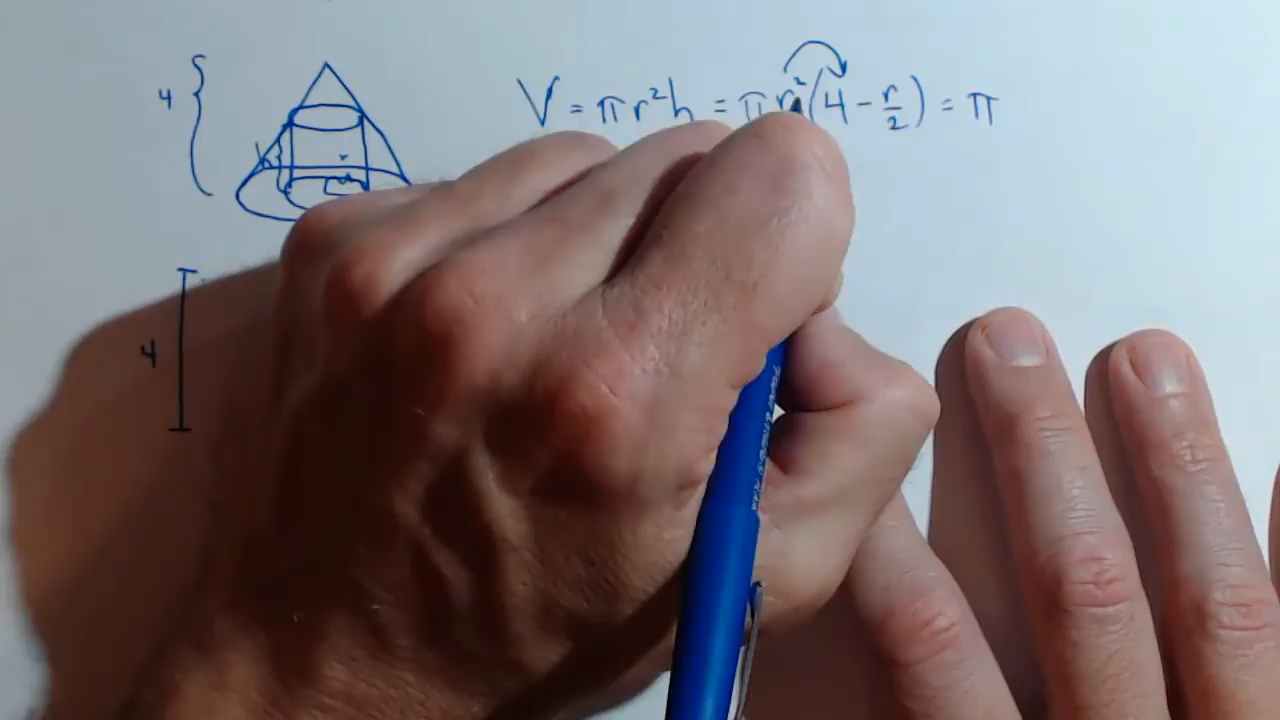 4
V = πr²h = πr²(4 - r/2) = π
h
r
4